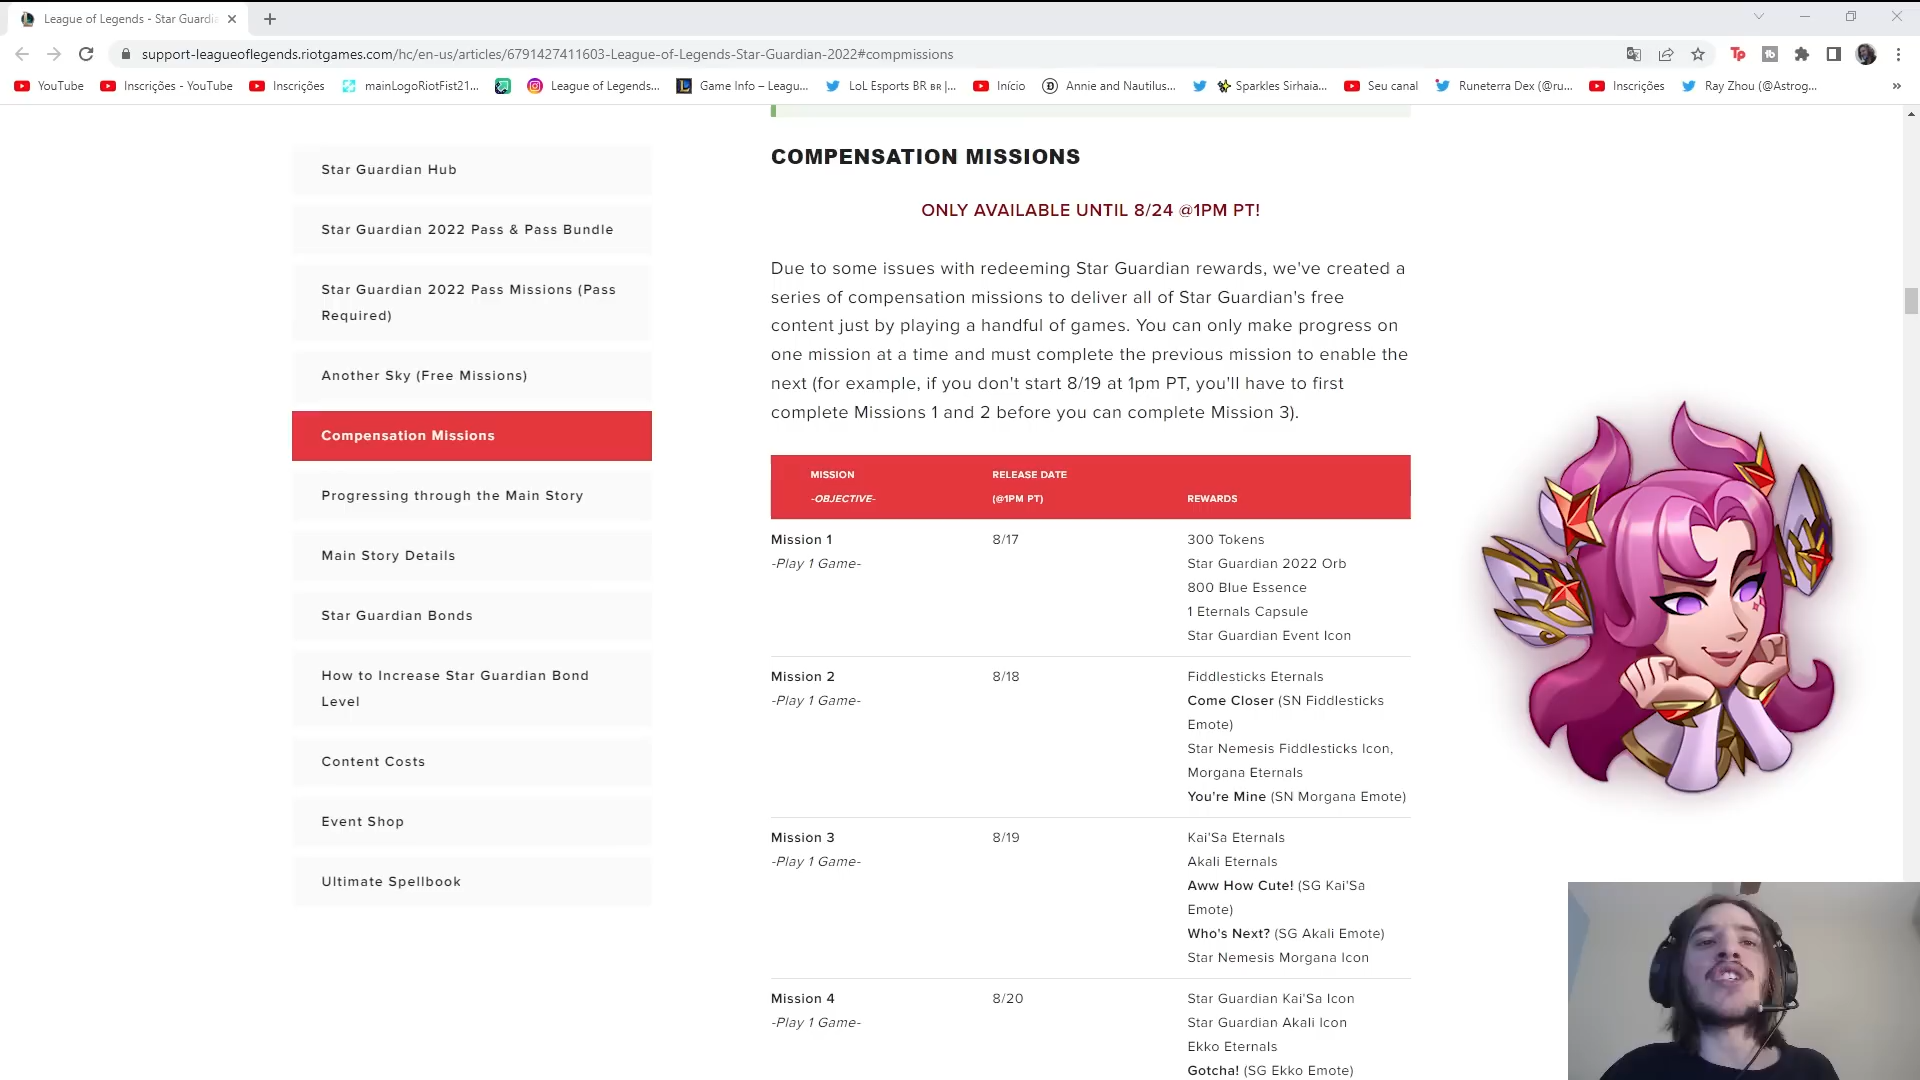 League of Legends - Star Guardia
support-leagueoflegends.riotgames.com/hc/en-us/articles/6791427411603-League-of-Legends-Star-Guardian-2022#compmissions
YouTube
Inscrições - YouTube
Inscrições
mainLogoRiotFist21...
League of Legends...
Game Info – Leagu...
LoL Esports BR ʙʀ |...
Início
Annie and Nautilus...
Sparkles Sirhaia...
Seu canal
Runeterra Dex (@ru...
Inscrições
Ray Zhou (@Astrog...
Star Guardian Hub
Star Guardian 2022 Pass & Pass Bundle
Star Guardian 2022 Pass Missions (Pass
Required)
Another Sky (Free Missions)
Compensation Missions
Progressing through the Main Story
Main Story Details
Star Guardian Bonds
How to Increase Star Guardian Bond
Level
Content Costs
Event Shop
Ultimate Spellbook
COMPENSATION MISSIONS
ONLY AVAILABLE UNTIL 8/24 @1PM PT!
Due to some issues with redeeming Star Guardian rewards, we've created a
series of compensation missions to deliver all of Star Guardian's free
content just by playing a handful of games. You can only make progress on
one mission at a time and must complete the previous mission to enable the
next (for example, if you don't start 8/19 at 1pm PT, you'll have to first
complete Missions 1 and 2 before you can complete Mission 3).
MISSION
-OBJECTIVE-
RELEASE DATE
(@1PM PT)
REWARDS
Mission 1
-Play 1 Game-
8/17
300 Tokens
Star Guardian 2022 Orb
800 Blue Essence
1 Eternals Capsule
Star Guardian Event Icon
Mission 2
-Play 1 Game-
8/18
Fiddlesticks Eternals
Come Closer (SN Fiddlesticks
Emote)
Star Nemesis Fiddlesticks Icon,
Morgana Eternals
You're Mine (SN Morgana Emote)
Mission 3
-Play 1 Game-
8/19
Kai'Sa Eternals
Akali Eternals
Aww How Cute! (SG Kai'Sa
Emote)
Who's Next? (SG Akali Emote)
Star Nemesis Morgana Icon
Mission 4
-Play 1 Game-
8/20
Star Guardian Kai'Sa Icon
Star Guardian Akali Icon
Ekko Eternals
Gotcha! (SG Ekko Emote)